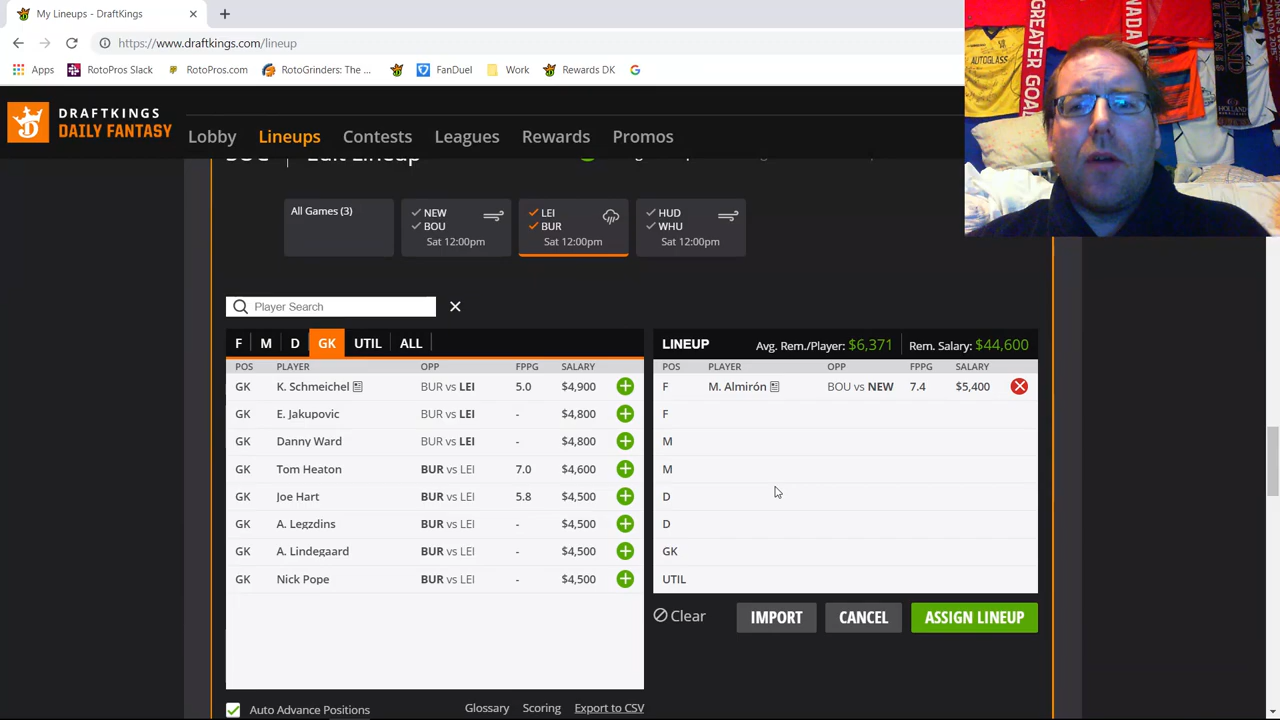 My Lineups - DraftKings
https://www.draftkings.com/lineup
Apps RotoPros Slack RotoPros.com RotoGrinders: The ... FanDuel Work Rewards DK
DRAFTKINGS
DAILY FANTASY
Lobby Lineups Contests Leagues Rewards Promos
Edit Lineup
All Games (3)
NEW
BOU
Sat 12:00pm
LEI
BUR
Sat 12:00pm
HUD
WHU
Sat 12:00pm
Player Search
F M D GK UTIL ALL
POS PLAYER OPP FPPG SALARY
GK K. Schmeichel BUR vs LEI 5.0 $4,900
GK E. Jakupovic BUR vs LEI - $4,800
GK Danny Ward BUR vs LEI - $4,800
GK Tom Heaton BUR vs LEI 7.0 $4,600
GK Joe Hart BUR vs LEI 5.8 $4,500
GK A. Legzdins BUR vs LEI - $4,500
GK A. Lindegaard BUR vs LEI - $4,500
GK Nick Pope BUR vs LEI - $4,500
LINEUP Avg. Rem./Player: $6,371 Rem. Salary: $44,600
POS PLAYER OPP FPPG SALARY
F M. Almirón BOU vs NEW 7.4 $5,400
F
M
M
D
D
GK
UTIL
Clear IMPORT CANCEL ASSIGN LINEUP
Auto Advance Positions Glossary Scoring Export to CSV
GREATER GOAL
AUTOGLASS